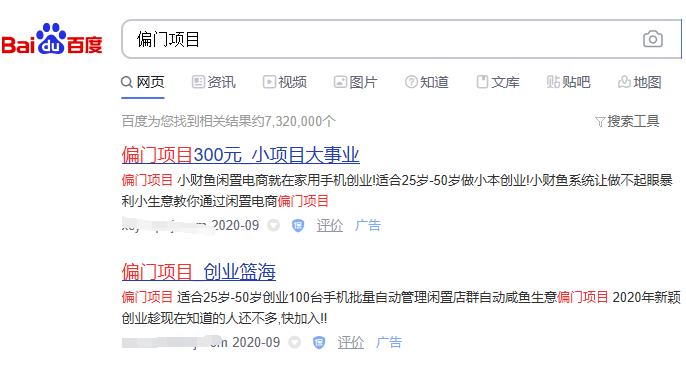 Bai du 百度 偏门项目
网页 资讯 视频 图片 知道 文库 贴吧 地图
百度为您找到相关结果约7,320,000个 搜索工具
偏门项目300元_小项目大事业
偏门项目 小财鱼闲置电商就在家用手机创业!适合25岁-50岁做小本创业!小财鱼系统让做不起眼暴
利小生意教你通过闲置电商偏门项目
2020-09 评价 广告
偏门项目_创业篮海
偏门项目 适合25岁-50岁创业100台手机批量自动管理闲置店群自动咸鱼生意偏门项目 2020年新颖
创业趁现在知道的人还不多,快加入!!
2020-09 评价 广告